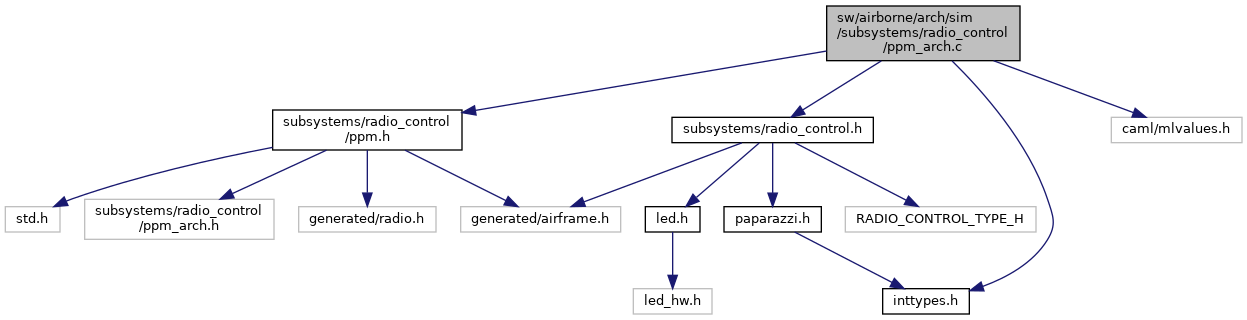 sw/airborne/arch/sim
/subsystems/radio_control
/ppm_arch.c
subsystems/radio_control
/ppm.h
subsystems/radio_control.h
caml/mlvalues.h
std.h
subsystems/radio_control
/ppm_arch.h
generated/radio.h
generated/airframe.h
led.h
paparazzi.h
RADIO_CONTROL_TYPE_H
led_hw.h
inttypes.h